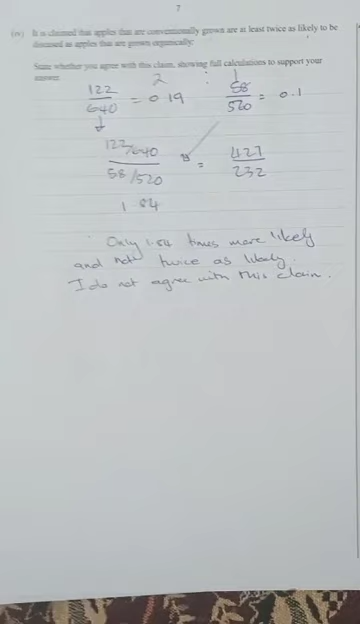 7
(iv) It is claimed that apples that are conventionally grown are at least twice as likely to be
diseased as apples that are grown organically.
State whether you agree with this claim, showing full calculations to support your
answer.
2 : 1
122/640 = 0.19 58/520 = 0.1
122/640 / 58/520 = 427/232
1.84
Only 1.84 times more likely
and not twice as likely.
I do not agree with this claim.